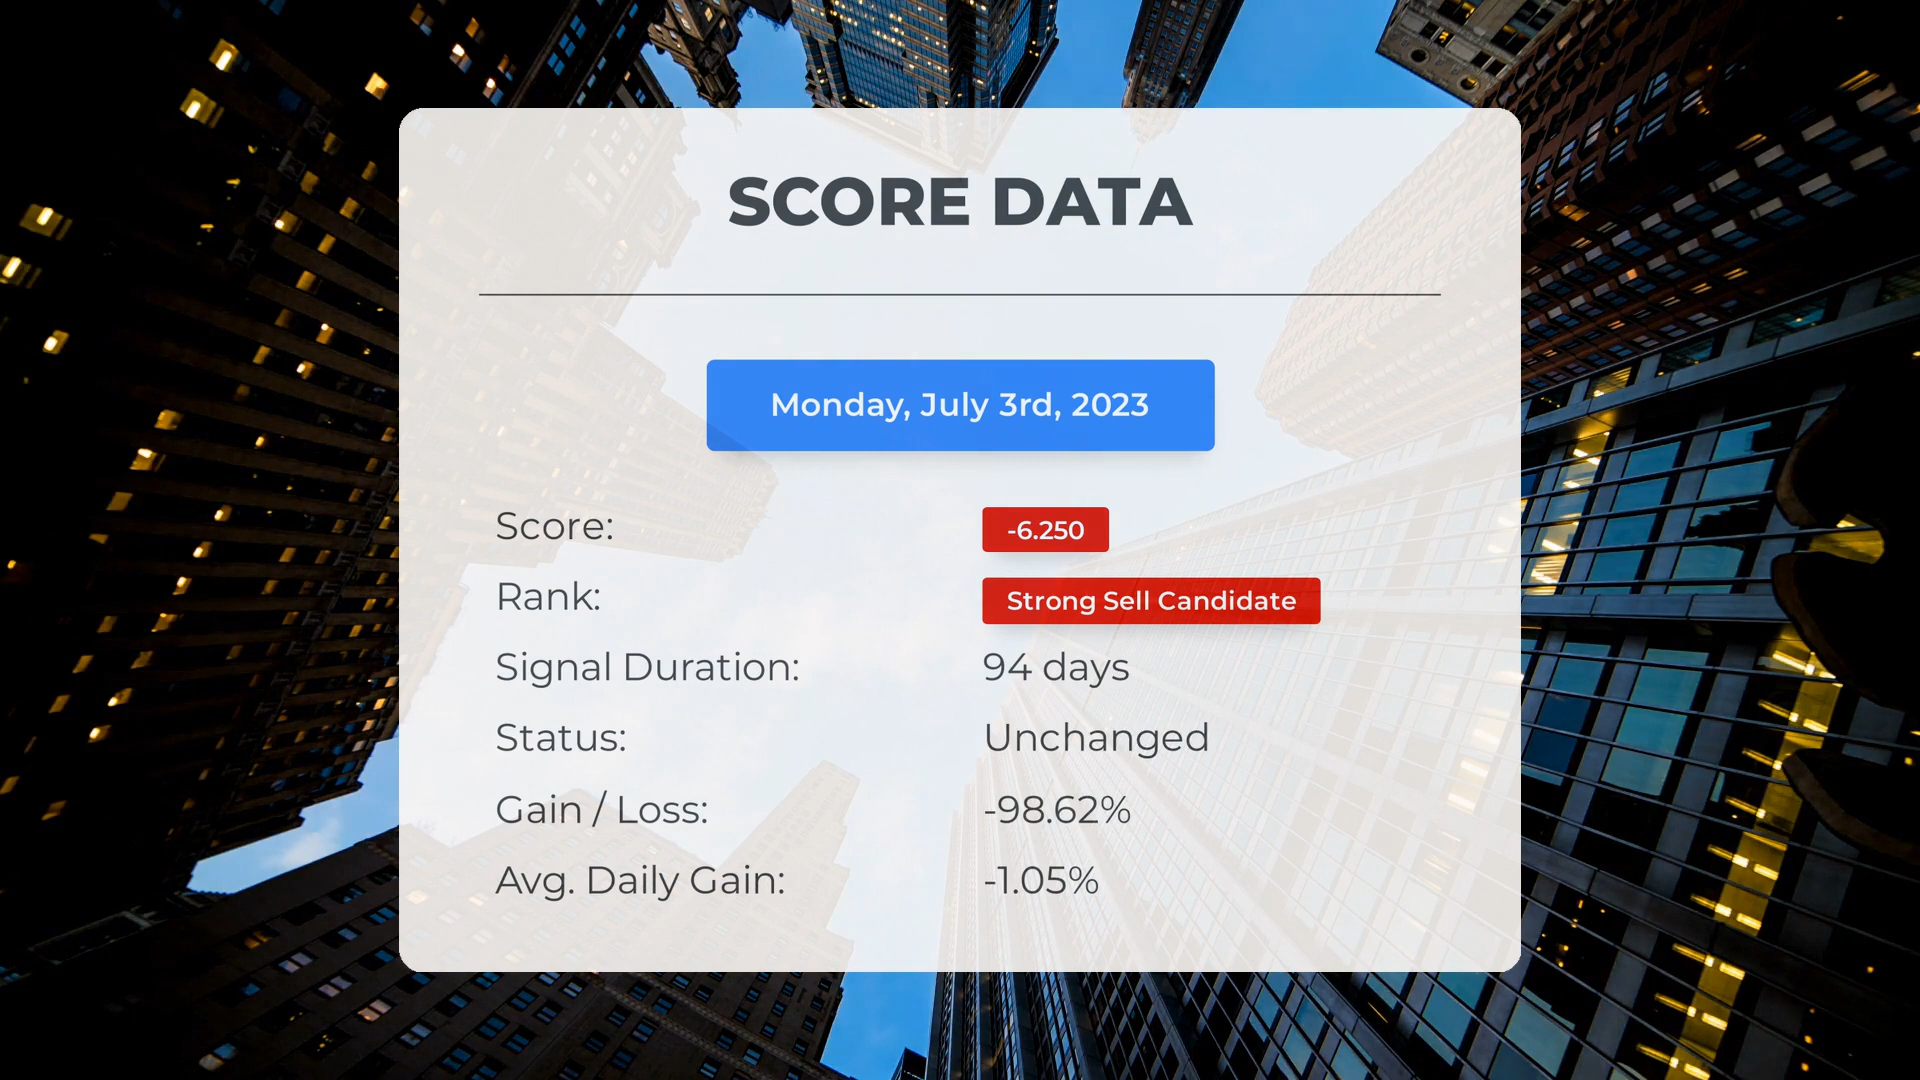 SCORE DATA
Monday, July 3rd, 2023
Score: -6.250
Rank: Strong Sell Candidate
Signal Duration: 94 days
Status: Unchanged
Gain / Loss: -98.62%
Avg. Daily Gain: -1.05%